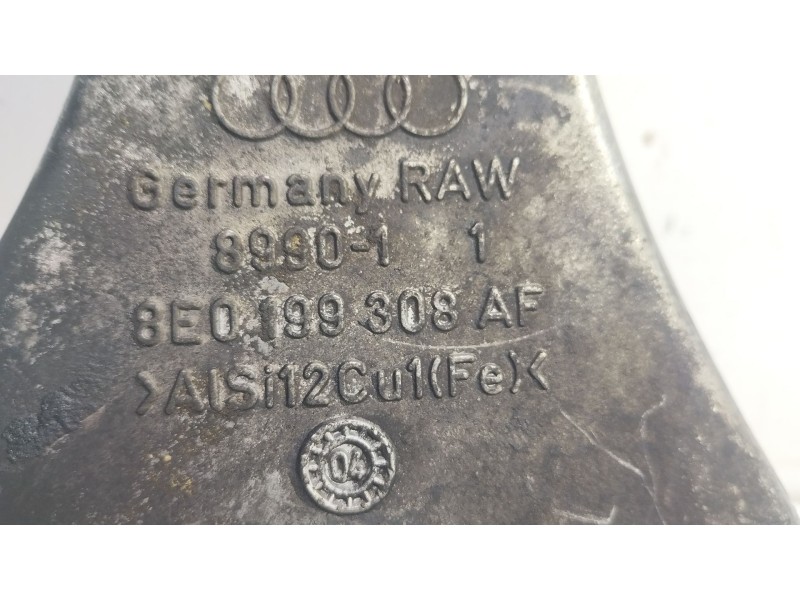 Germany RAW
8990-1 1
8E0 199 308 AF
>AlSi12Cu1(Fe)<
04